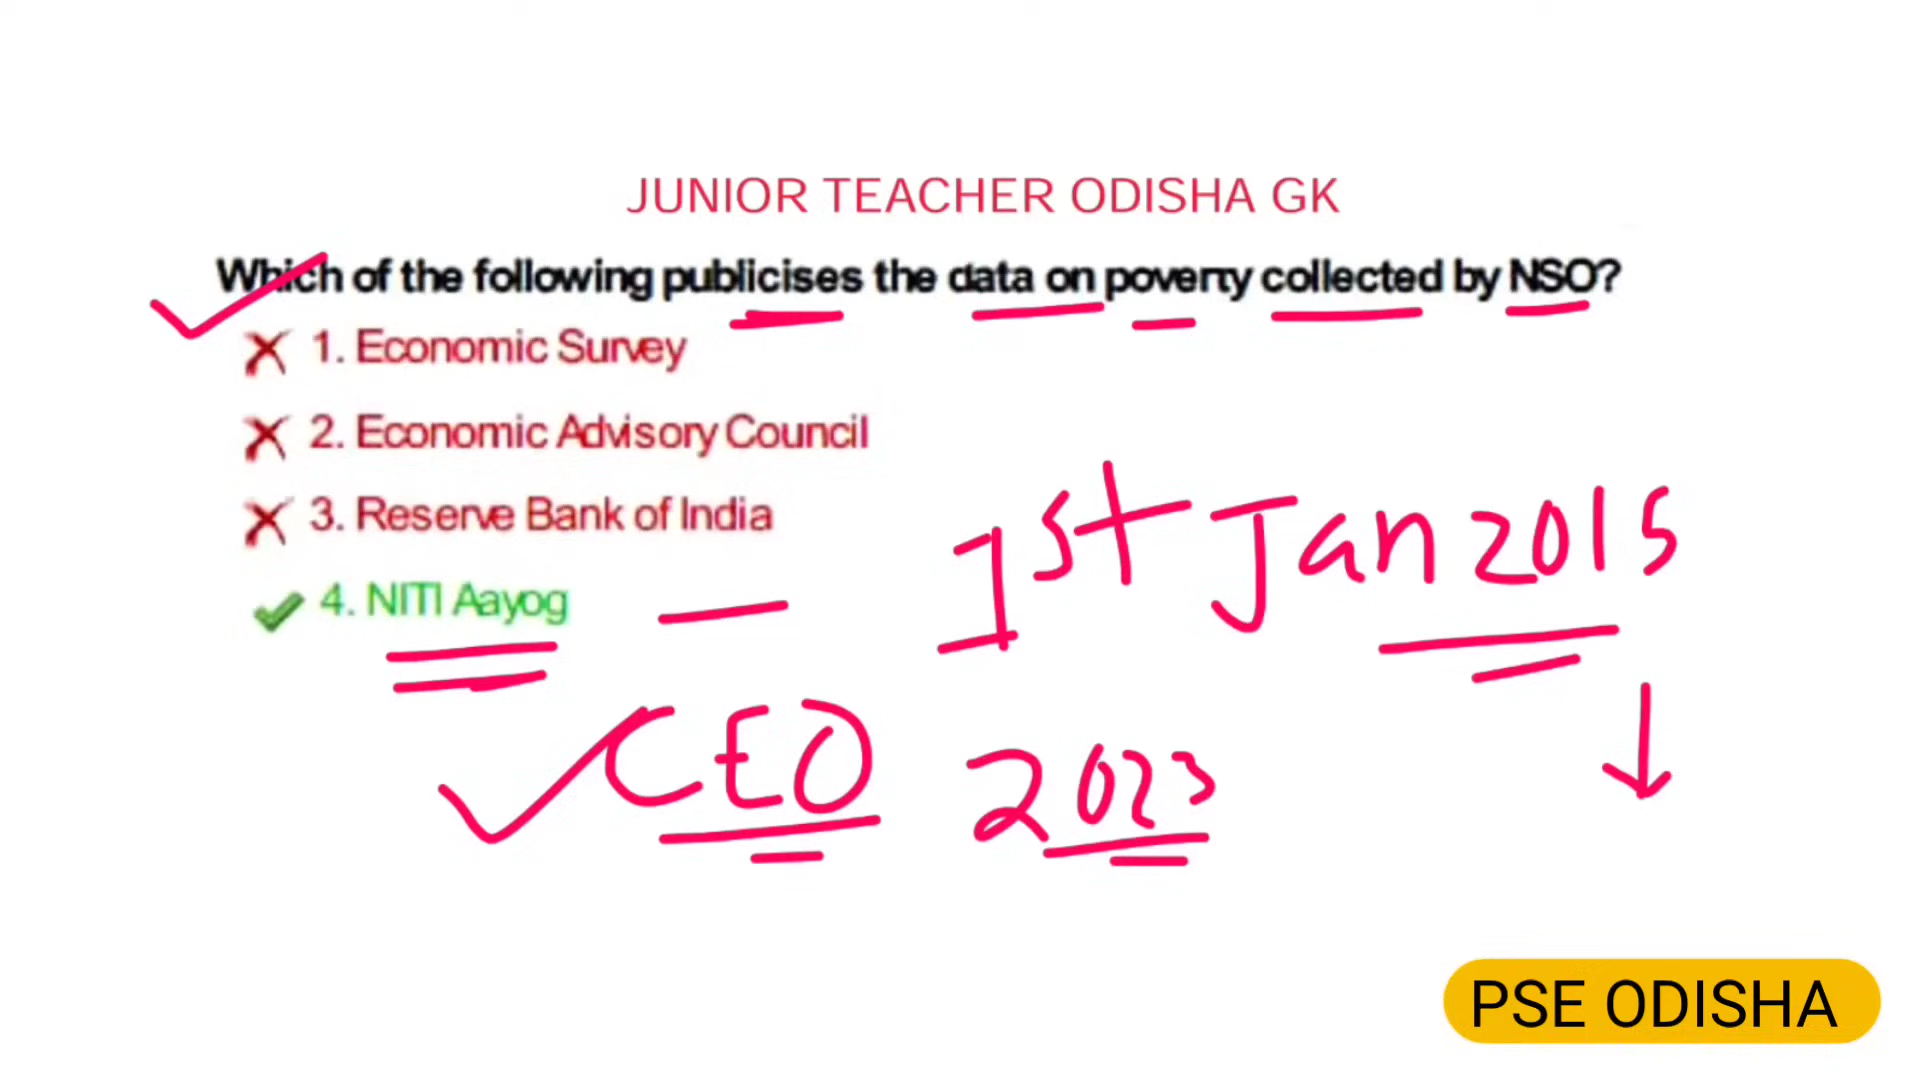 JUNIOR TEACHER ODISHA GK
Which of the following publicises the data on poverty collected by NSO?
1. Economic Survey
2. Economic Advisory Council
3. Reserve Bank of India
4. NITI Aayog
1st Jan 2015
CEO 2023
PSE ODISHA